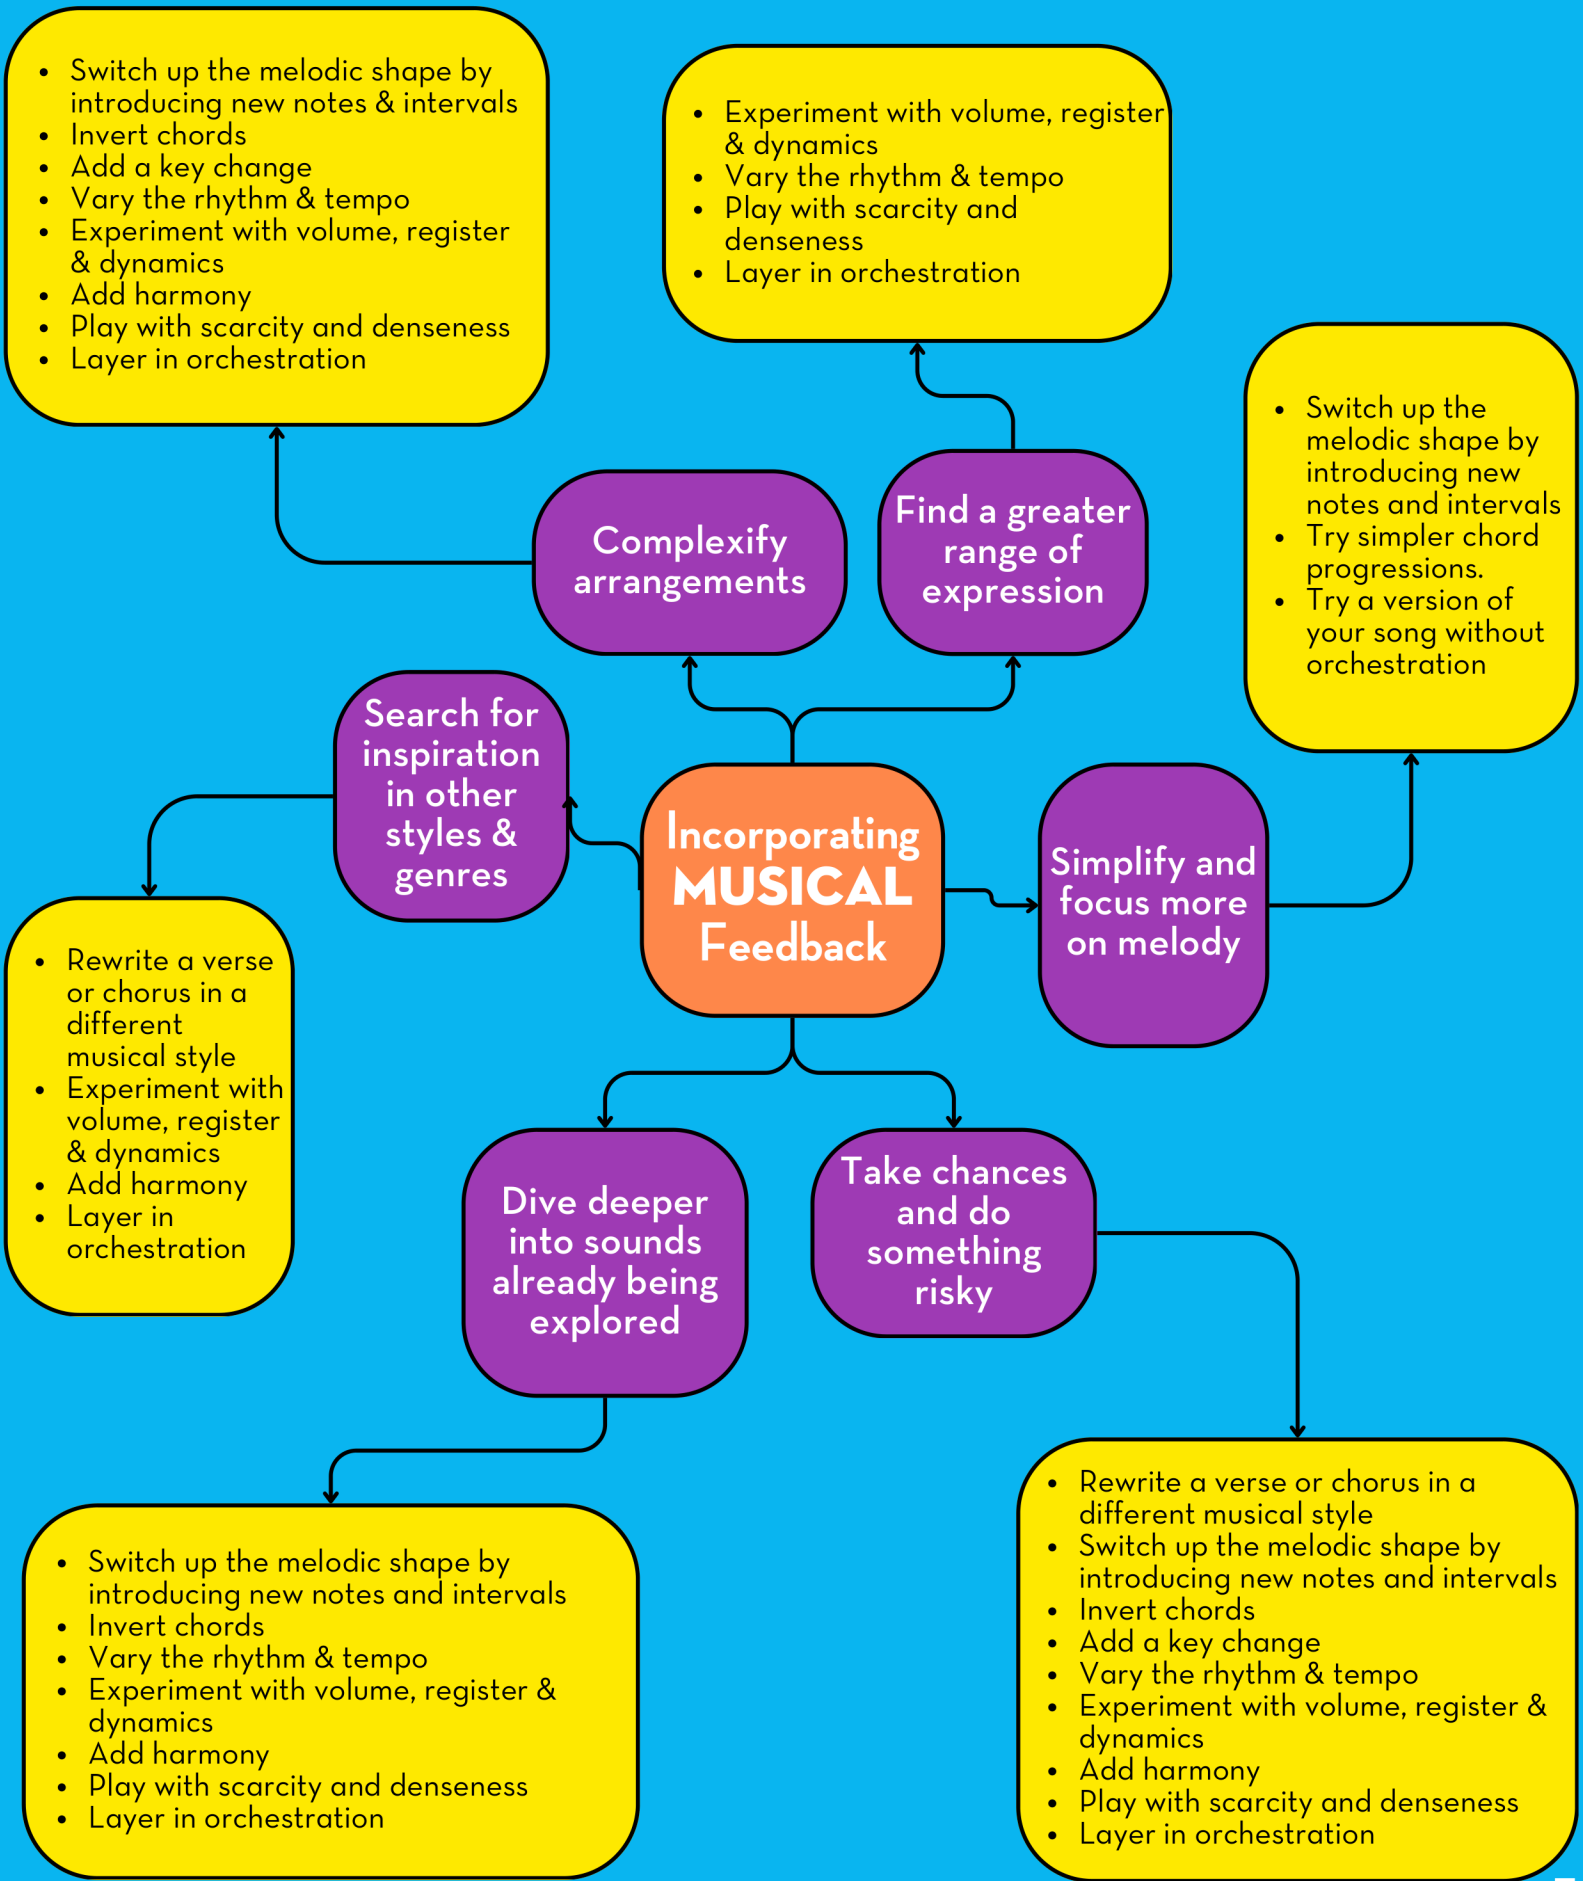 • Switch up the melodic shape by
introducing new notes & intervals
• Invert chords
• Add a key change
• Vary the rhythm & tempo
• Experiment with volume, register
& dynamics
• Add harmony
• Play with scarcity and denseness
• Layer in orchestration
• Experiment with volume, register
& dynamics
• Vary the rhythm & tempo
• Play with scarcity and
denseness
• Layer in orchestration
• Switch up the
melodic shape by
introducing new
notes and intervals
• Try simpler chord
progressions.
• Try a version of
your song without
orchestration
Complexify
arrangements
Find a greater
range of
expression
Search for
inspiration
in other
styles &
genres
Incorporating
MUSICAL
Feedback
Simplify and
focus more
on melody
• Rewrite a verse
or chorus in a
different
musical style
• Experiment with
volume, register
& dynamics
• Add harmony
• Layer in
orchestration
Dive deeper
into sounds
already being
explored
Take chances
and do
something
risky
• Switch up the melodic shape by
introducing new notes and intervals
• Invert chords
• Vary the rhythm & tempo
• Experiment with volume, register &
dynamics
• Add harmony
• Play with scarcity and denseness
• Layer in orchestration
• Rewrite a verse or chorus in a
different musical style
• Switch up the melodic shape by
introducing new notes and intervals
• Invert chords
• Add a key change
• Vary the rhythm & tempo
• Experiment with volume, register &
dynamics
• Add harmony
• Play with scarcity and denseness
• Layer in orchestration